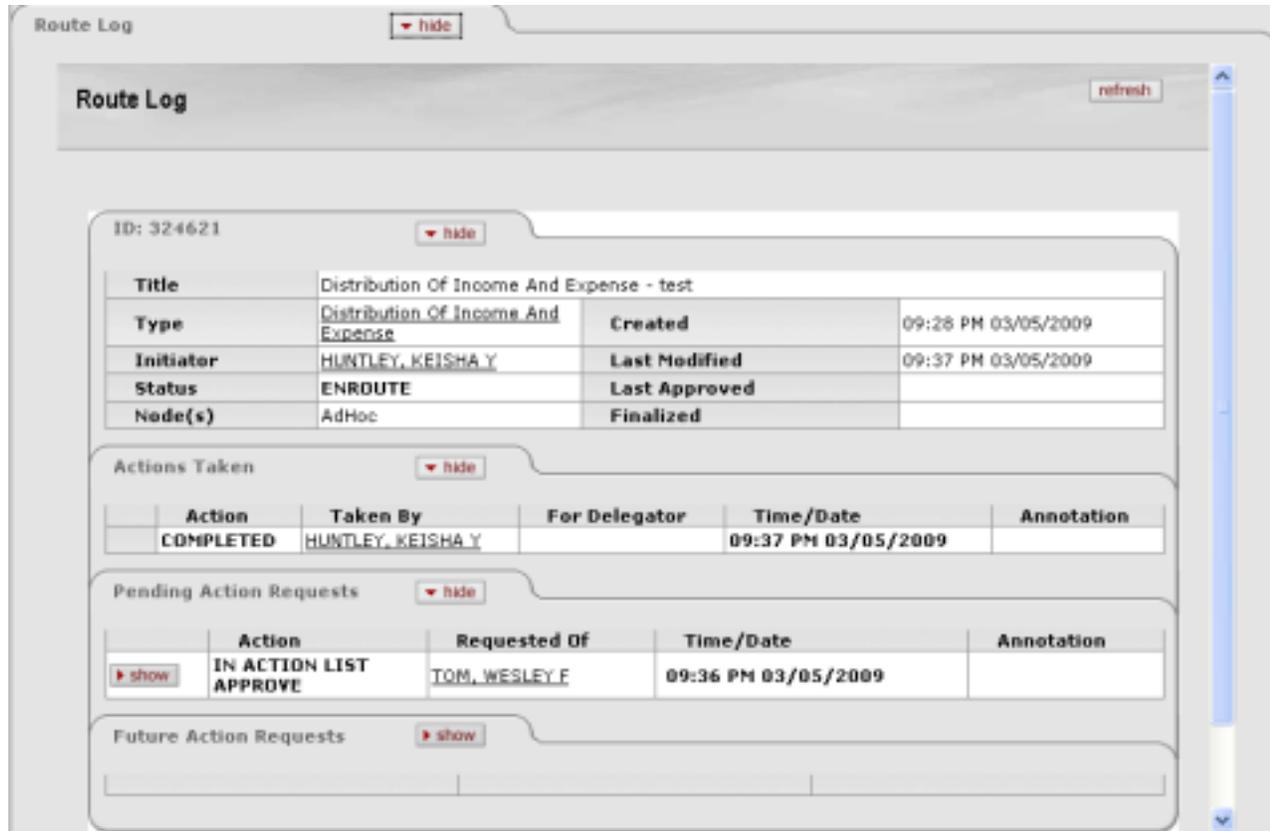 Route Log hide
Route Log refresh
ID: 324621 hide
Title Distribution Of Income And Expense - test
Type Distribution Of Income And Expense Created 09:28 PM 03/05/2009
Initiator HUNTLEY, KEISHA Y Last Modified 09:37 PM 03/05/2009
Status ENROUTE Last Approved
Node(s) AdHoc Finalized
Actions Taken hide
Action Taken By For Delegator Time/Date Annotation
COMPLETED HUNTLEY, KEISHA Y 09:37 PM 03/05/2009
Pending Action Requests hide
Action Requested Of Time/Date Annotation
show IN ACTION LIST APPROVE TOM, WESLEY F 09:36 PM 03/05/2009
Future Action Requests show